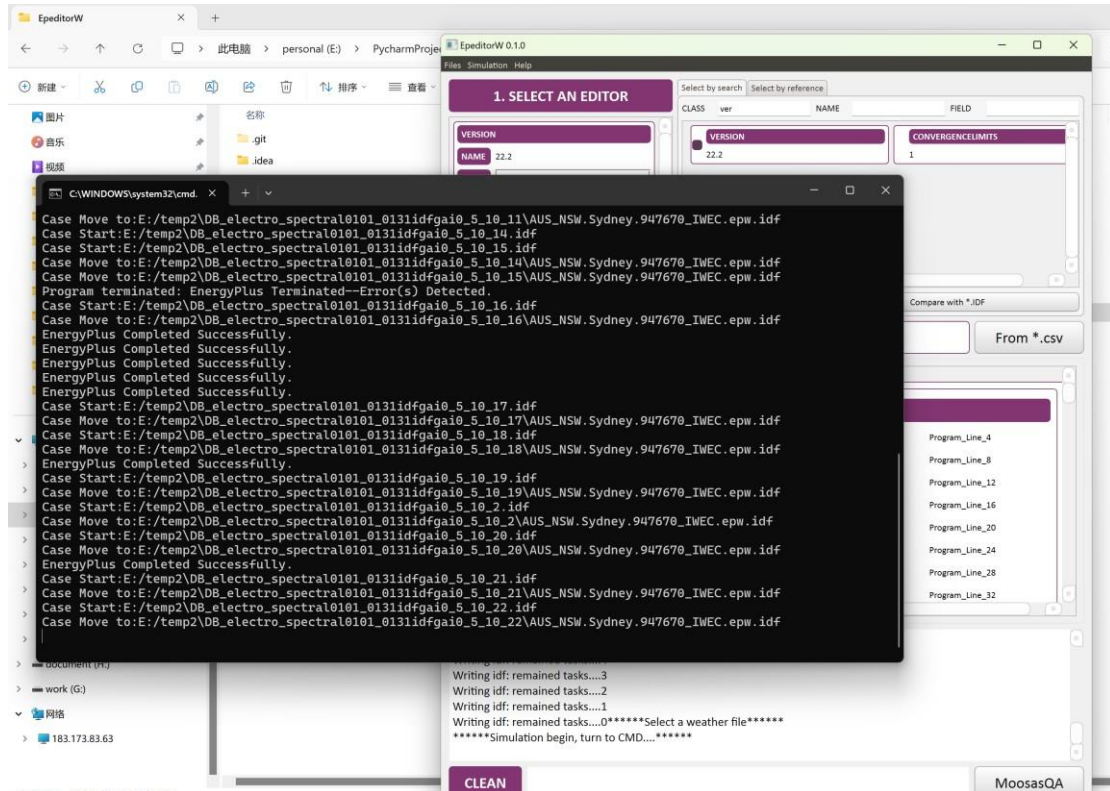 EpeditorW
此电脑 > personal (E:) > PycharmProje
新建
排序
查看
图片
音乐
视频
名称
.git
.idea
document (H:)
work (G:)
网络
183.173.83.63
EpeditorW 0.1.0
Files Simulation Help
1. SELECT AN EDITOR
Select by search Select by reference
CLASS ver NAME FIELD
VERSION
NAME 22.2
VERSION
22.2
CONVERGENCELIMITS
1
Compare with *.IDF
From *.csv
Program_Line_4
Program_Line_8
Program_Line_12
Program_Line_16
Program_Line_20
Program_Line_24
Program_Line_28
Program_Line_32
C:\WINDOWS\system32\cmd.
Case Move to:E:/temp2\DB_electro_spectral0101_0131idfgai0_5_10_11\AUS_NSW.Sydney.947670_IWEC.epw.idf
Case Start:E:/temp2\DB_electro_spectral0101_0131idfgai0_5_10_14.idf
Case Start:E:/temp2\DB_electro_spectral0101_0131idfgai0_5_10_15.idf
Case Move to:E:/temp2\DB_electro_spectral0101_0131idfgai0_5_10_14\AUS_NSW.Sydney.947670_IWEC.epw.idf
Case Move to:E:/temp2\DB_electro_spectral0101_0131idfgai0_5_10_15\AUS_NSW.Sydney.947670_IWEC.epw.idf
Program terminated: EnergyPlus Terminated--Error(s) Detected.
Case Start:E:/temp2\DB_electro_spectral0101_0131idfgai0_5_10_16.idf
Case Move to:E:/temp2\DB_electro_spectral0101_0131idfgai0_5_10_16\AUS_NSW.Sydney.947670_IWEC.epw.idf
EnergyPlus Completed Successfully.
EnergyPlus Completed Successfully.
EnergyPlus Completed Successfully.
EnergyPlus Completed Successfully.
EnergyPlus Completed Successfully.
Case Start:E:/temp2\DB_electro_spectral0101_0131idfgai0_5_10_17.idf
Case Move to:E:/temp2\DB_electro_spectral0101_0131idfgai0_5_10_17\AUS_NSW.Sydney.947670_IWEC.epw.idf
Case Start:E:/temp2\DB_electro_spectral0101_0131idfgai0_5_10_18.idf
Case Move to:E:/temp2\DB_electro_spectral0101_0131idfgai0_5_10_18\AUS_NSW.Sydney.947670_IWEC.epw.idf
EnergyPlus Completed Successfully.
Case Start:E:/temp2\DB_electro_spectral0101_0131idfgai0_5_10_19.idf
Case Move to:E:/temp2\DB_electro_spectral0101_0131idfgai0_5_10_19\AUS_NSW.Sydney.947670_IWEC.epw.idf
Case Start:E:/temp2\DB_electro_spectral0101_0131idfgai0_5_10_2.idf
Case Move to:E:/temp2\DB_electro_spectral0101_0131idfgai0_5_10_2\AUS_NSW.Sydney.947670_IWEC.epw.idf
Case Start:E:/temp2\DB_electro_spectral0101_0131idfgai0_5_10_20.idf
Case Move to:E:/temp2\DB_electro_spectral0101_0131idfgai0_5_10_20\AUS_NSW.Sydney.947670_IWEC.epw.idf
EnergyPlus Completed Successfully.
Case Start:E:/temp2\DB_electro_spectral0101_0131idfgai0_5_10_21.idf
Case Move to:E:/temp2\DB_electro_spectral0101_0131idfgai0_5_10_21\AUS_NSW.Sydney.947670_IWEC.epw.idf
Case Start:E:/temp2\DB_electro_spectral0101_0131idfgai0_5_10_22.idf
Case Move to:E:/temp2\DB_electro_spectral0101_0131idfgai0_5_10_22\AUS_NSW.Sydney.947670_IWEC.epw.idf
Writing idf: remained tasks....3
Writing idf: remained tasks....2
Writing idf: remained tasks....1
Writing idf: remained tasks....0******Select a weather file******
******Simulation begin, turn to CMD....******
CLEAN
MoosasQA